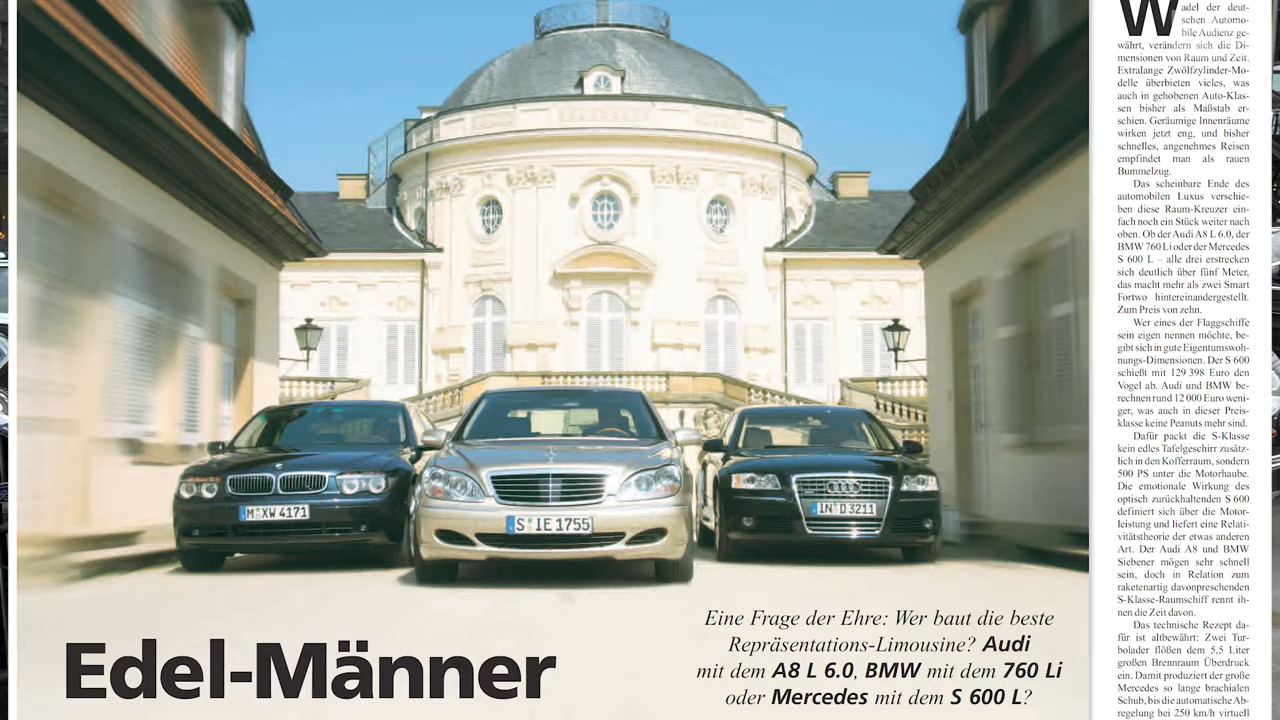 M XW 4171
S IE 1755
IN D 3211
Edel-Männer
Eine Frage der Ehre: Wer baut die beste
Repräsentations-Limousine? Audi
mit dem A8 L 6.0, BMW mit dem 760 Li
oder Mercedes mit dem S 600 L?
W
adel der deut-
schen Automo-
bile Audienz ge-
währt, verändern sich die Di-
mensionen von Raum und Zeit.
Extralange Zwölfzylinder-Mo-
delle überbieten vieles, was
auch in gehobenen Auto-Klas-
sen bisher als Maßstab er-
schien. Geräumige Innenräume
wirken jetzt eng, und bisher
schnelles, angenehmes Reisen
empfindet man als rauen
Bummelzug.
Das scheinbare Ende des
automobilen Luxus verschie-
ben diese Raum-Kreuzer ein-
fach noch ein Stück weiter nach
oben. Ob der Audi A8 L 6.0, der
BMW 760 Li oder der Mercedes
S 600 L – alle drei erstrecken
sich deutlich über fünf Meter,
das macht mehr als zwei Smart
Fortwo hintereinandergestellt.
Zum Preis von zehn.
Wer eines der Flaggschiffe
sein eigen nennen möchte, be-
gibt sich in gute Eigentumswoh-
nungs-Dimensionen. Der S 600
schießt mit 129 398 Euro den
Vogel ab. Audi und BMW be-
rechnen rund 12 000 Euro weni-
ger, was auch in dieser Preis-
klasse keine Peanuts mehr sind.
Dafür packt die S-Klasse
kein edles Tafelgeschirr zusätz-
lich in den Kofferraum, sondern
500 PS unter die Motorhaube.
Die emotionale Wirkung des
optisch zurückhaltenden S 600
definiert sich über die Motor-
leistung und liefert eine Relati-
vitätstheorie der etwas anderen
Art. Der Audi A8 und BMW
Siebener mögen sehr schnell
sein, doch in Relation zum
raketenartig davonpreschenden
S-Klasse-Raumschiff rennt ih-
nen die Zeit davon.
Das technische Rezept da-
für ist altbewährt: Zwei Tur-
bolader flößen dem 5,5 Liter
großen Brennraum Überdruck
ein. Damit produziert der große
Mercedes so lange brachialen
Schub, bis die automatische Ab-
regelung bei 250 km/h virtuell